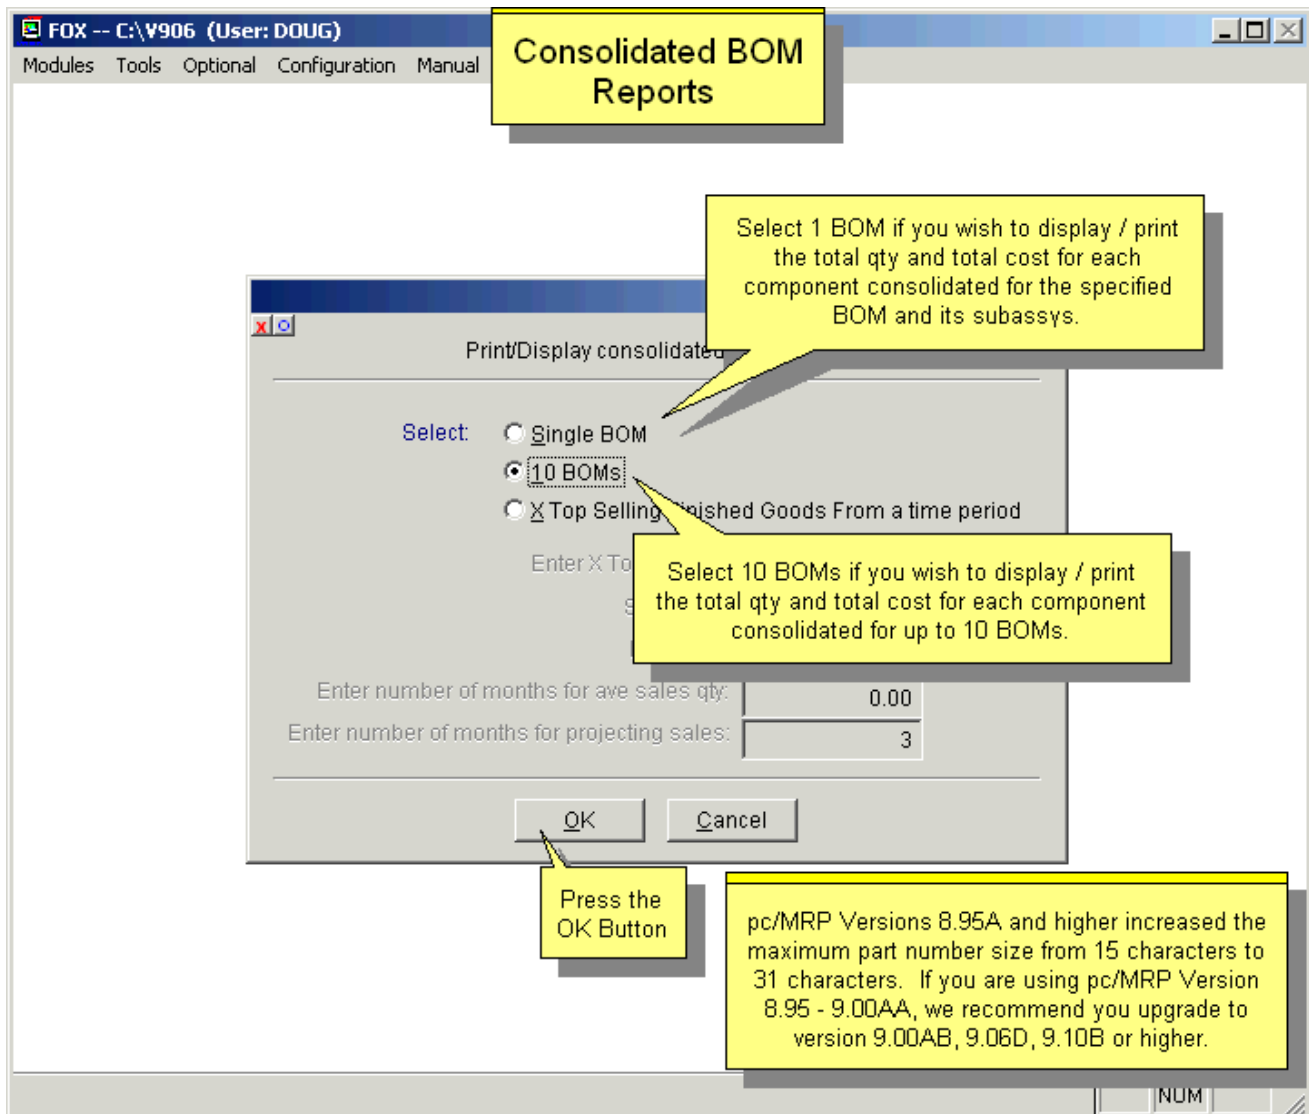 FOX -- C:\V906 (User: DOUG)
Modules Tools Optional Configuration Manual
Consolidated BOM
Reports
Select 1 BOM if you wish to display / print
the total qty and total cost for each
component consolidated for the specified
BOM and its subassys.
Print/Display consolidated
Select:
Single BOM
10 BOMs
X Top Selling Finished Goods From a time period
Enter X
Select 10 BOMs if you wish to display / print
the total qty and total cost for each component
consolidated for up to 10 BOMs.
Enter number of months for ave sales qty: 0.00
Enter number of months for projecting sales: 3
OK Cancel
Press the
OK Button
pc/MRP Versions 8.95A and higher increased the
maximum part number size from 15 characters to
31 characters. If you are using pc/MRP Version
8.95 - 9.00AA, we recommend you upgrade to
version 9.00AB, 9.06D, 9.10B or higher.
NUM